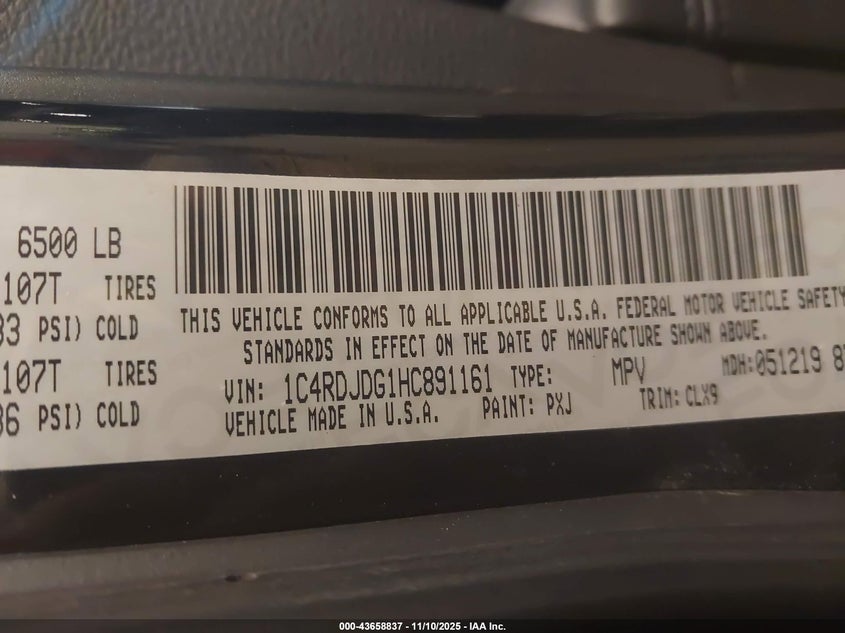 6500 LB
107T TIRES
33 PSI) COLD
107T TIRES
36 PSI) COLD
THIS VEHICLE CONFORMS TO ALL APPLICABLE U.S.A. FEDERAL MOTOR VEHICLE SAFETY
STANDARDS IN EFFECT ON THE DATE OF MANUFACTURE SHOWN ABOVE.
VIN: 1C4RDJDG1HC891161 TYPE: MPV MDH:051219
VEHICLE MADE IN U.S.A. PAINT: PXJ TRIM: CLX9
000-43658837 - 11/10/2025 - IAA Inc.